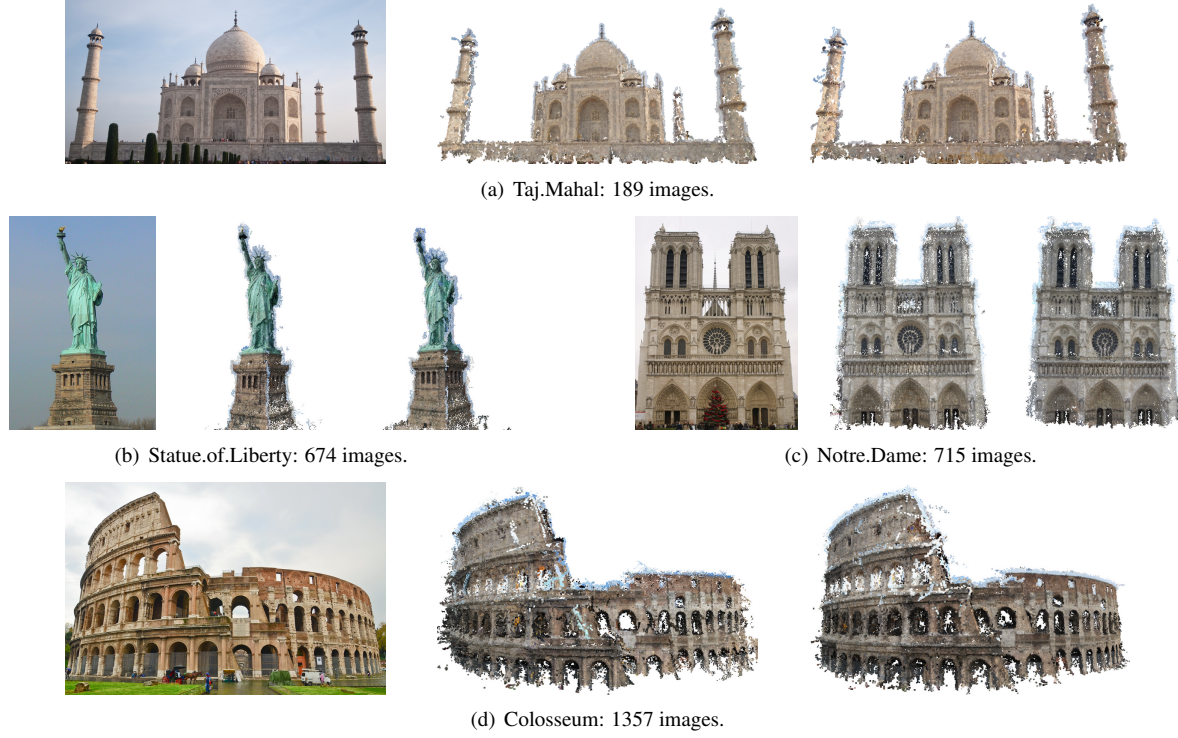 (a) Taj.Mahal: 189 images.
(b) Statue.of.Liberty: 674 images.
(c) Notre.Dame: 715 images.
(d) Colosseum: 1357 images.